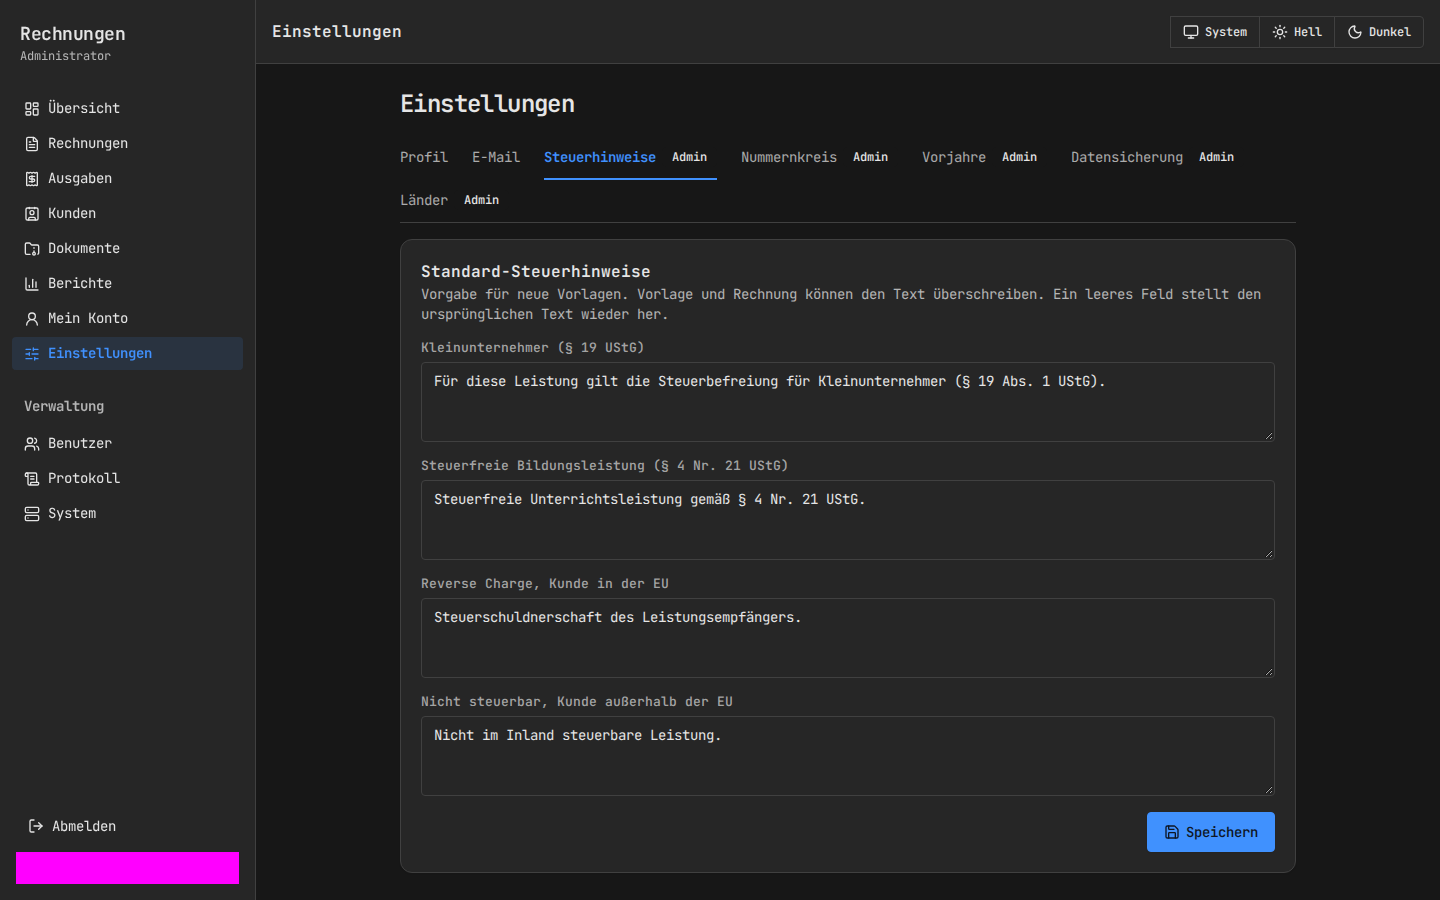 Rechnungen
Administrator
Übersicht
Rechnungen
Ausgaben
Kunden
Dokumente
Berichte
Mein Konto
Einstellungen
Verwaltung
Benutzer
Protokoll
System
Abmelden
Einstellungen
System Hell Dunkel
Einstellungen
Profil E-Mail Steuerhinweise Admin Nummernkreis Admin Vorjahre Admin Datensicherung Admin
Länder Admin
Standard-Steuerhinweise
Vorgabe für neue Vorlagen. Vorlage und Rechnung können den Text überschreiben. Ein leeres Feld stellt den
ursprünglichen Text wieder her.
Kleinunternehmer (§ 19 UStG)
Für diese Leistung gilt die Steuerbefreiung für Kleinunternehmer (§ 19 Abs. 1 UStG).
Steuerfreie Bildungsleistung (§ 4 Nr. 21 UStG)
Steuerfreie Unterrichtsleistung gemäß § 4 Nr. 21 UStG.
Reverse Charge, Kunde in der EU
Steuerschuldnerschaft des Leistungsempfängers.
Nicht steuerbar, Kunde außerhalb der EU
Nicht im Inland steuerbare Leistung.
Speichern